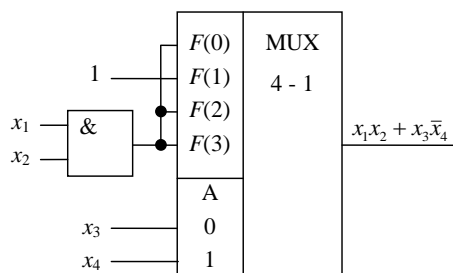 F(0) MUX
1 F(1) 4 - 1
x₁ & F(2)
x₂ F(3) x₁x₂ + x₃x̄₄
A
x₃ 0
x₄ 1